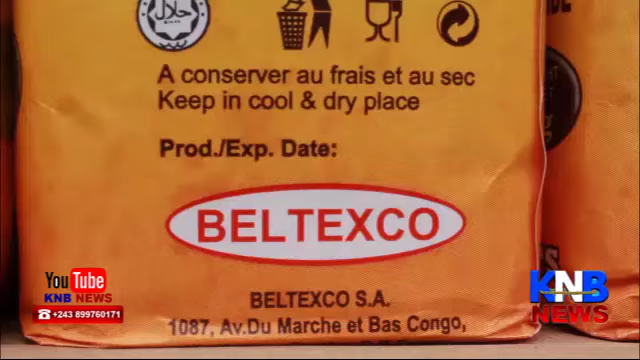 حلال
A conserver au frais et au sec
Keep in cool & dry place
Prod./Exp. Date:
BELTEXCO
BELTEXCO S.A.
1087, Av.Du Marche et Bas Congo,
YouTube
KNB NEWS
+243 899760171
KNB
NEWS